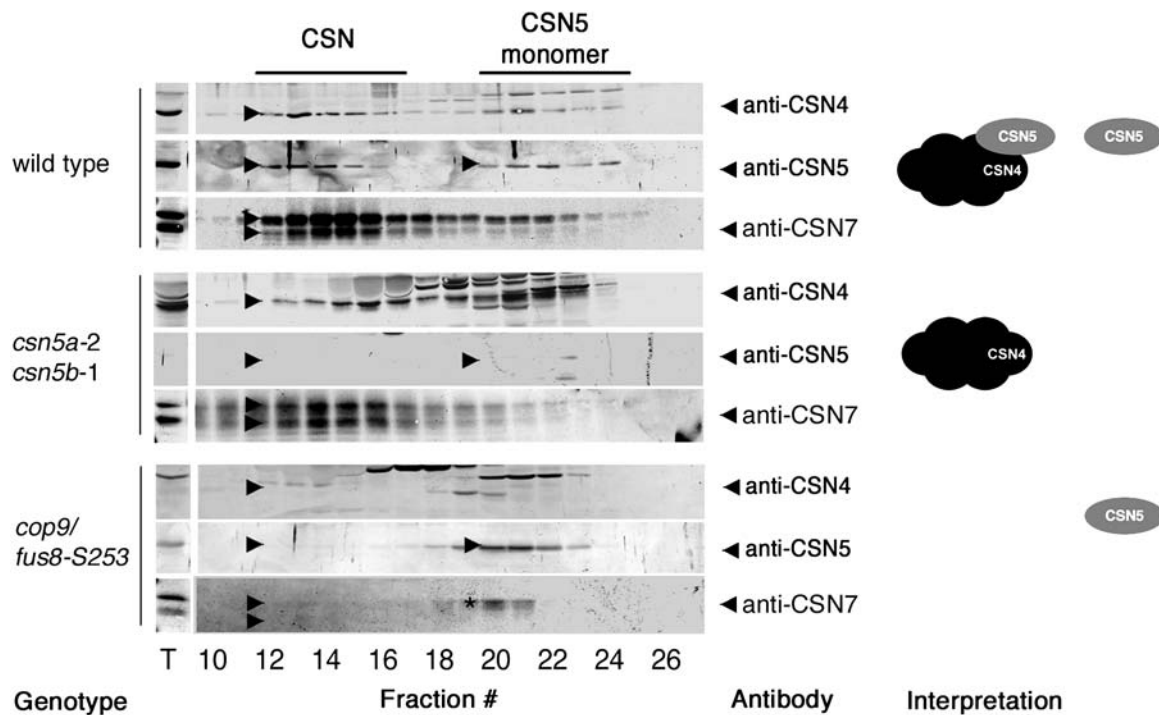 CSN
CSN5
monomer
wild type
anti-CSN4
anti-CSN5
anti-CSN7
CSN5
CSN4
CSN5
csn5a-2
csn5b-1
anti-CSN4
anti-CSN5
anti-CSN7
CSN4
cop9/
fus8-S253
anti-CSN4
anti-CSN5
*
anti-CSN7
CSN5
T 10 12 14 16 18 20 22 24 26
Genotype Fraction # Antibody Interpretation